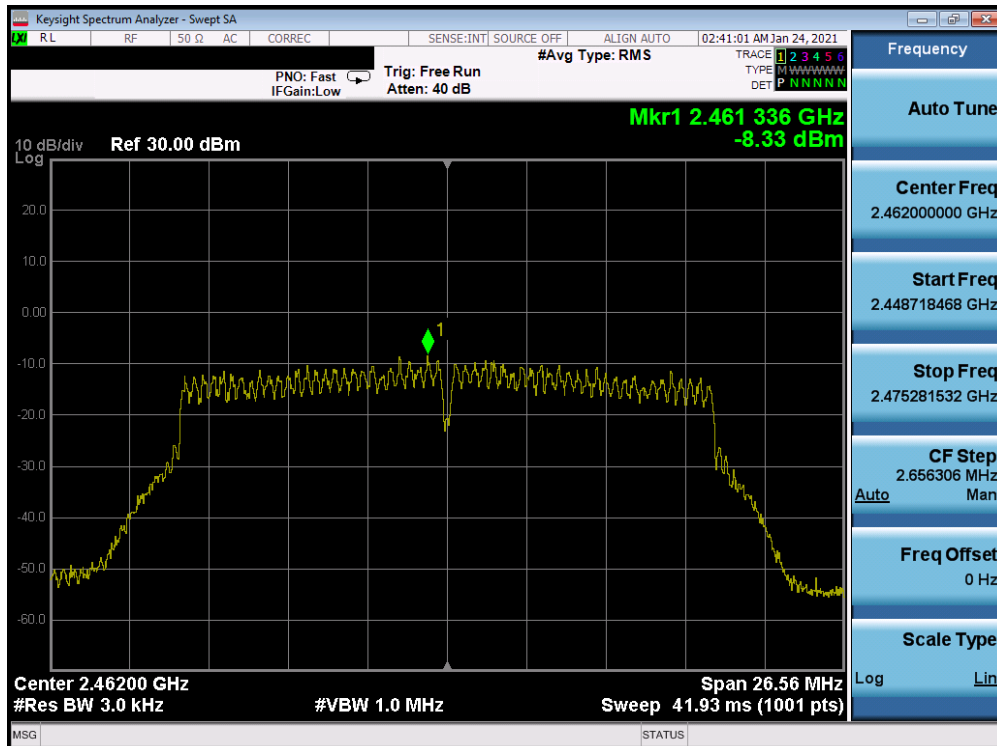 Keysight Spectrum Analyzer - Swept SA
LXI RL RF 50 Ω AC CORREC SENSE:INT SOURCE OFF ALIGN AUTO 02:41:01 AM Jan 24, 2021
#Avg Type: RMS TRACE 1 2 3 4 5 6
PNO: Fast Trig: Free Run TYPE M WWWWW
IFGain:Low Atten: 40 dB DET P N N N N N
Mkr1 2.461 336 GHz
-8.33 dBm
10 dB/div Ref 30.00 dBm
Log
20.0
10.0
0.00
1
-10.0
-20.0
-30.0
-40.0
-50.0
-60.0
Center 2.46200 GHz Span 26.56 MHz
#Res BW 3.0 kHz #VBW 1.0 MHz Sweep 41.93 ms (1001 pts)
MSG STATUS
Frequency
Auto Tune
Center Freq
2.462000000 GHz
Start Freq
2.448718468 GHz
Stop Freq
2.475281532 GHz
CF Step
2.656306 MHz
Auto Man
Freq Offset
0 Hz
Scale Type
Log Lin